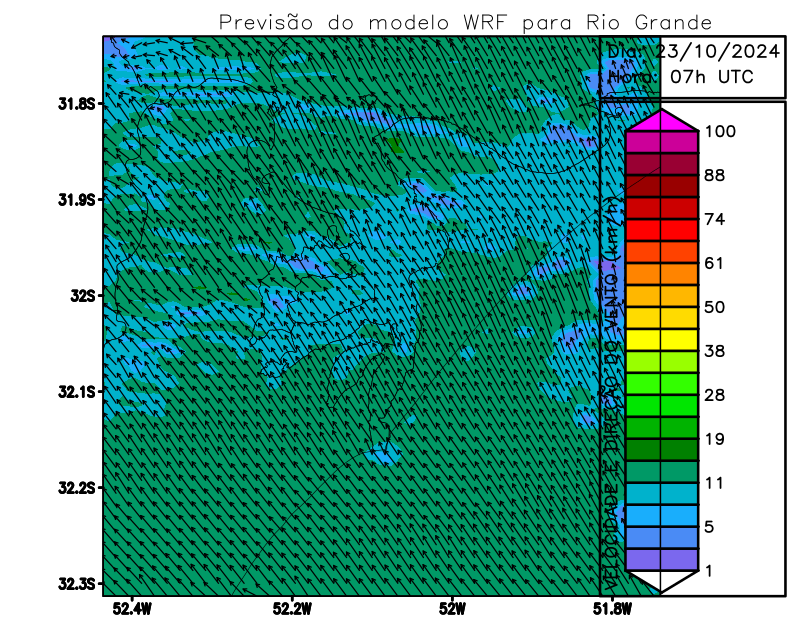 Previsão do modelo WRF para Rio Grande
Dia: 23/10/2024
Hora: 07h UTC
31.8S
31.9S
32S
32.1S
32.2S
32.3S
52.4W
52.2W
52W
51.8W
VELOCIDADE E DIREÇÃO DO VENTO (km/h)
100
88
74
61
50
38
28
19
11
5
1